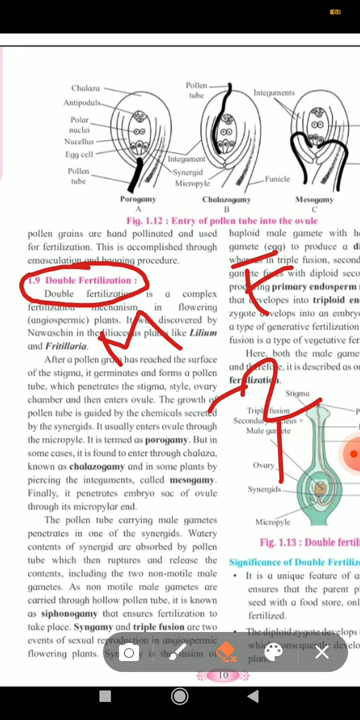 Chalaza
Antipodals
Polar
nuclei
Nucellus
Egg cell
Pollen
tube
Pollen
tube
Integument
Synergid
Micropyle
Integuments
Funicle
Porogamy
A
Chalazogamy
B
Mesogamy
C
Fig. 1.12 : Entry of pollen tube into the ovule
pollen grains are hand pollinated and used
for fertilization. This is accomplished through
emasculation and bagging procedure.
1.9 Double Fertilization :
Double fertilization is a complex
fertilization mechanism in flowering
(angiospermic) plants. It was discovered by
Nawaschin in the liliaceous plants like Lilium
and Fritillaria.
After a pollen grain has reached the surface
of the stigma, it germinates and forms a pollen
tube, which penetrates the stigma, style, ovary
chamber and then enters ovule. The growth of
pollen tube is guided by the chemicals secreted
by the synergids. It usually enters ovule through
the micropyle. It is termed as porogamy. But in
some cases, it is found to enter through chalaza,
known as chalazogamy and in some plants by
piercing the integuments, called mesogamy.
Finally, it penetrates embryo sac of ovule
through its micropylar end.
The pollen tube carrying male gametes
penetrates in one of the synergids. Watery
contents of synergid are absorbed by pollen
tube which then ruptures and release the
contents, including the two non-motile male
gametes. As non motile male gametes are
carried through hollow pollen tube, it is known
as siphonogamy that ensures fertilization to
take place. Syngamy and triple fusion are two
events of sexual reproduction in angiospermic
flowering plants. is the fusion of
haploid male gamete with h
gamete (egg) to produce a di
in triple fusion, second
with diploid seco
primary endosperm
that develops into triploid en
zygote develops into an embryo
a type of generative fertilization
fusion is a type of vegetative fer
Here, both the male game
and therefore, it is described as
fertilization.
Stigma
Triple fusion
Male gamete
Ovary
Synergids
Micropyle
S
Fig. 1.13 : Double fertil
Significance of Double Fertiliz
• It is a unique feature of a
ensures that the parent p
seed with a food store, onl
fertilized.
• The diploid zygote develops
10